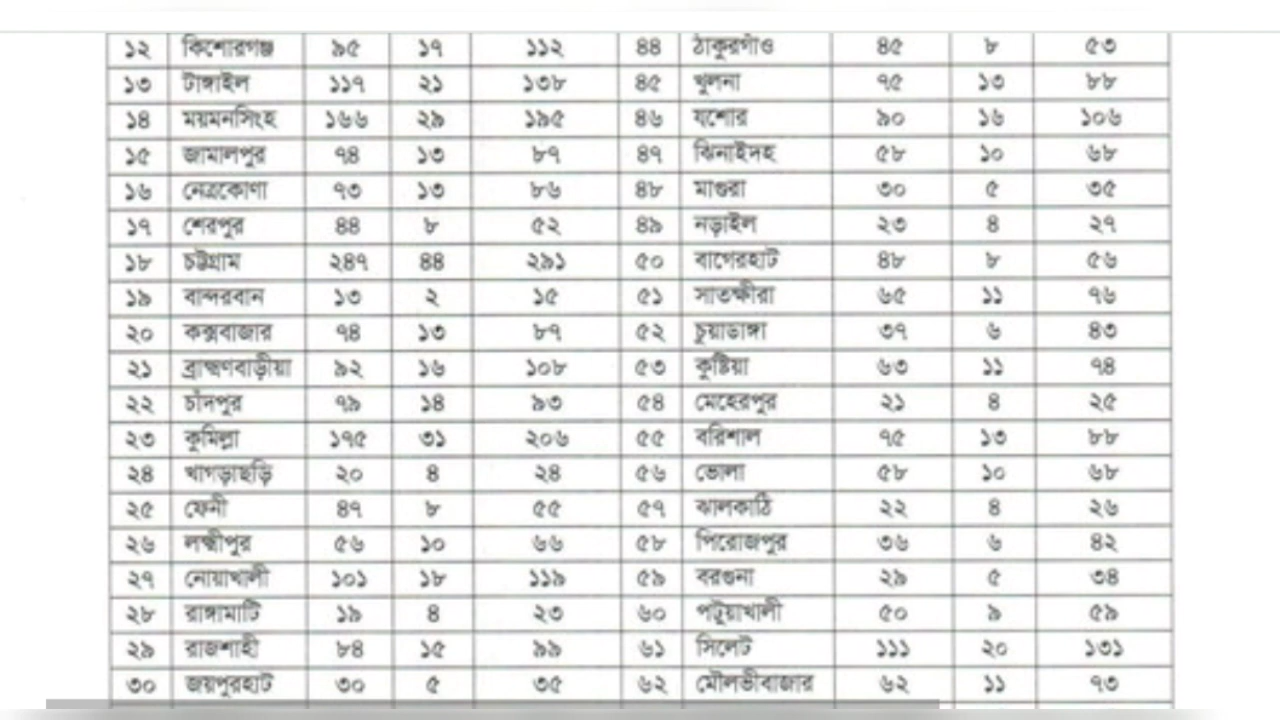 ১২ কিশোরগঞ্জ ৯৫ ১৭ ১১২ ৪৪ ঠাকুরগাঁও ৪৫ ৮ ৫৩
১৩ টাঙ্গাইল ১১৭ ২১ ১৩৮ ৪৫ খুলনা ৭৫ ১৩ ৮৮
১৪ ময়মনসিংহ ১৬৬ ২৯ ১৯৫ ৪৬ যশোর ৯০ ১৬ ১০৬
১৫ জামালপুর ৭৪ ১৩ ৮৭ ৪৭ ঝিনাইদহ ৫৮ ১০ ৬৮
১৬ নেত্রকোণা ৭৩ ১৩ ৮৬ ৪৮ মাগুরা ৩০ ৫ ৩৫
১৭ শেরপুর ৪৪ ৮ ৫২ ৪৯ নড়াইল ২৩ ৪ ২৭
১৮ চট্টগ্রাম ২৪৭ ৪৪ ২৯১ ৫০ বাগেরহাট ৪৮ ৮ ৫৬
১৯ বান্দরবান ১৩ ২ ১৫ ৫১ সাতক্ষীরা ৬৫ ১১ ৭৬
২০ কক্সবাজার ৭৪ ১৩ ৮৭ ৫২ চুয়াডাঙ্গা ৩৭ ৬ ৪৩
২১ ব্রাহ্মণবাড়ীয়া ৯২ ১৬ ১০৮ ৫৩ কুষ্টিয়া ৬৩ ১১ ৭৪
২২ চাঁদপুর ৭৯ ১৪ ৯৩ ৫৪ মেহেরপুর ২১ ৪ ২৫
২৩ কুমিল্লা ১৭৫ ৩১ ২০৬ ৫৫ বরিশাল ৭৫ ১৩ ৮৮
২৪ খাগড়াছড়ি ২০ ৪ ২৪ ৫৬ ভোলা ৫৮ ১০ ৬৮
২৫ ফেনী ৪৭ ৮ ৫৫ ৫৭ ঝালকাঠি ২২ ৪ ২৬
২৬ লক্ষ্মীপুর ৫৬ ১০ ৬৬ ৫৮ পিরোজপুর ৩৬ ৬ ৪২
২৭ নোয়াখালী ১০১ ১৮ ১১৯ ৫৯ বরগুনা ২৯ ৫ ৩৪
২৮ রাঙ্গামাটি ১৯ ৪ ২৩ ৬০ পটুয়াখালী ৫০ ৯ ৫৯
২৯ রাজশাহী ৮৪ ১৫ ৯৯ ৬১ সিলেট ১১১ ২০ ১৩১
৩০ জয়পুরহাট ৩০ ৫ ৩৫ ৬২ মৌলভীবাজার ৬২ ১১ ৭৩